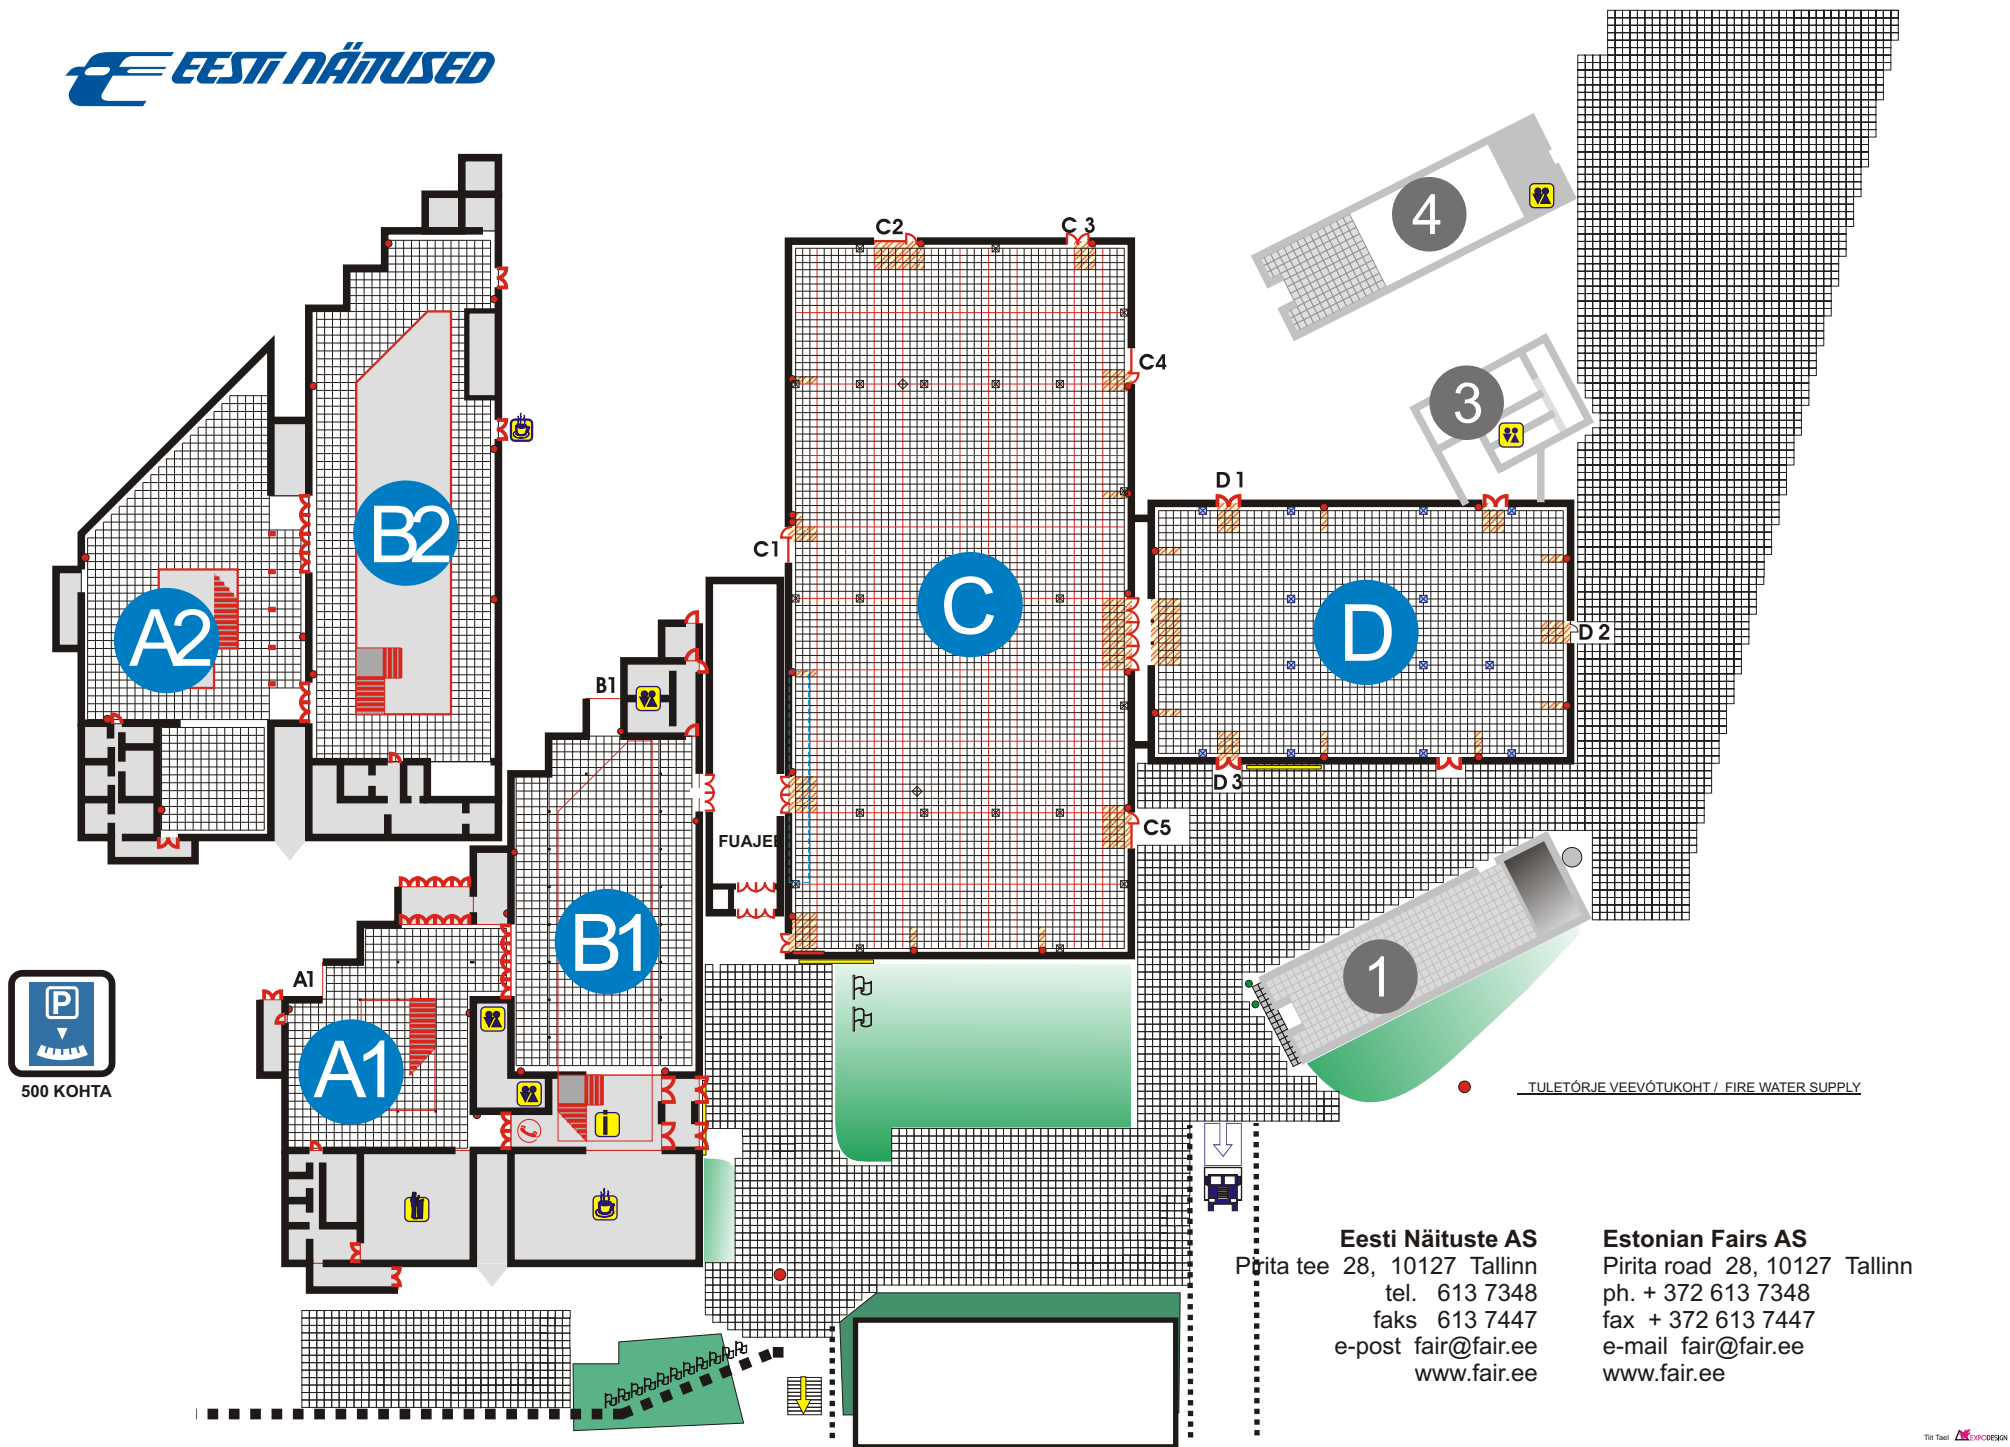 EESTI NÄITUSED
4
C2
C 3
C4
3
D 1
B2
C1
C
D
D 2
A2
B1
D 3
FUAJEE
C5
B1
A1
1
P
A1
500 KOHTA
i
TULETÕRJE VEEVÕTUKOHT / FIRE WATER SUPPLY
Eesti Näituste AS
Pirita tee 28, 10127 Tallinn
tel. 613 7348
faks 613 7447
e-post fair@fair.ee
www.fair.ee
Estonian Fairs AS
Pirita road 28, 10127 Tallinn
ph. + 372 613 7348
fax + 372 613 7447
e-mail fair@fair.ee
www.fair.ee
Tiit Tael EXPODESIGN